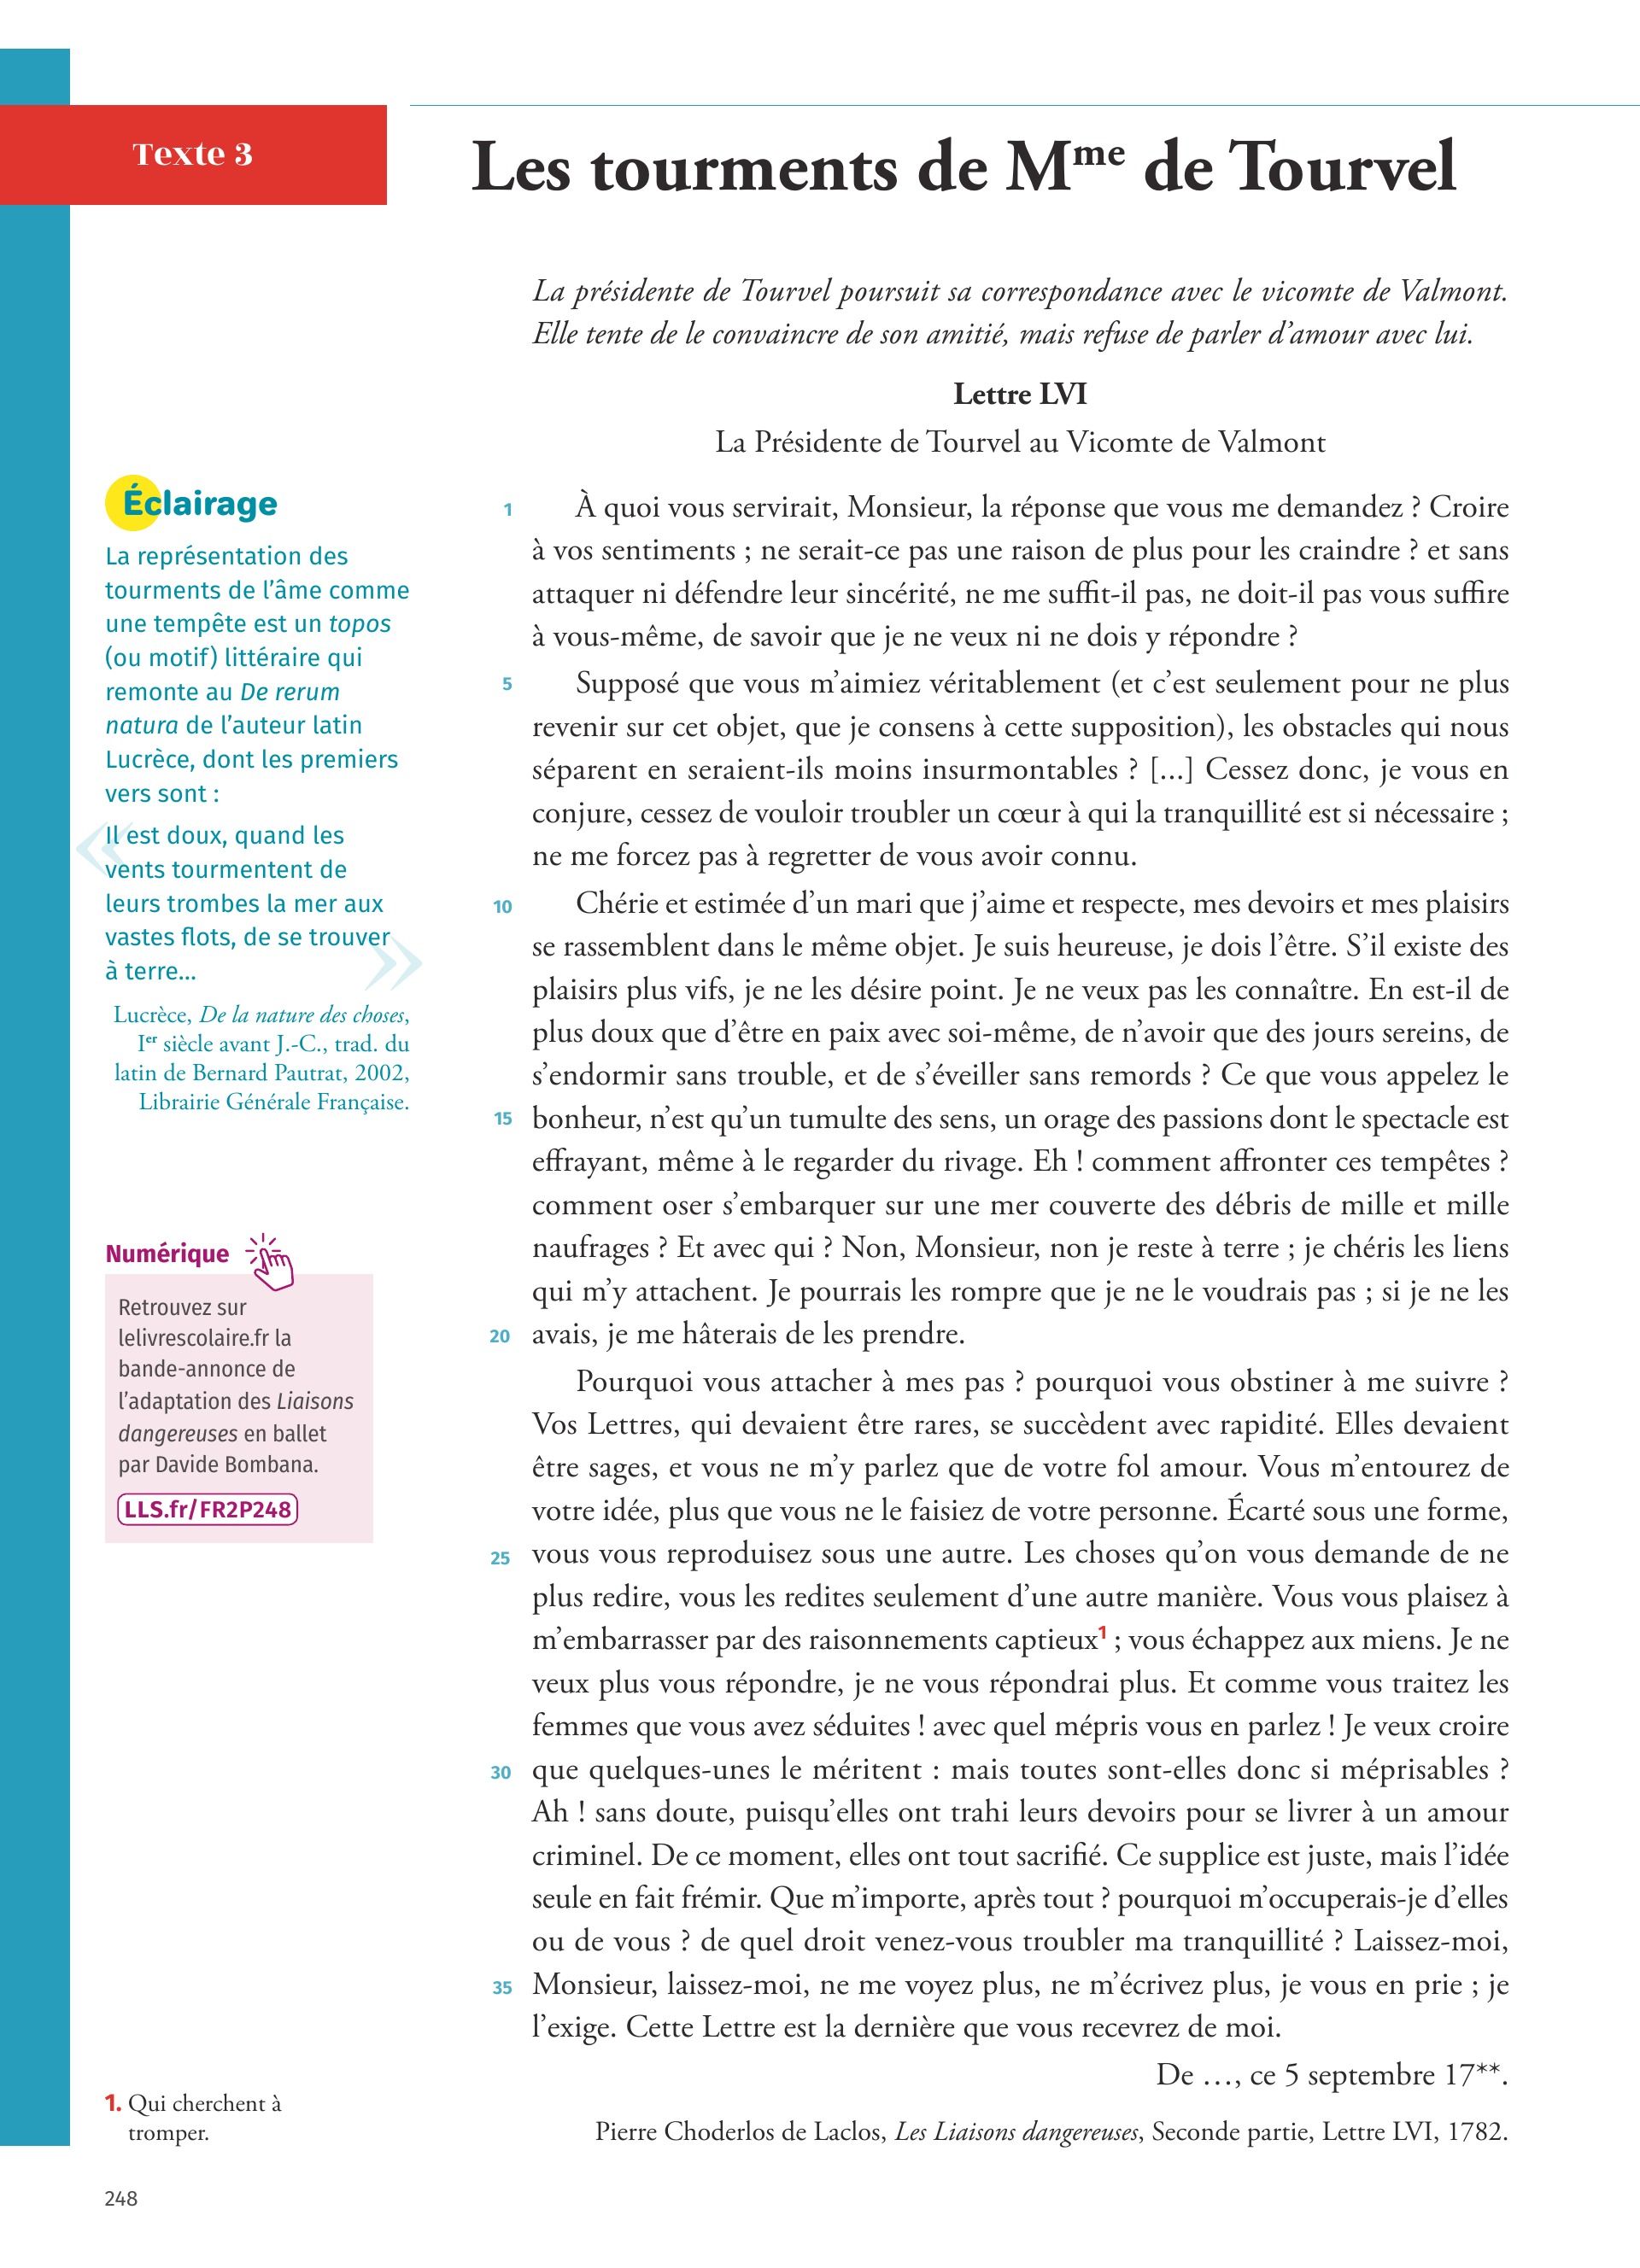 Texte 3
Les tourments de Mme de Tourvel
La présidente de Tourvel poursuit sa correspondance avec le vicomte de Valmont.
Elle tente de le convaincre de son amitié, mais refuse de parler d'amour avec lui.
Lettre LVI
La Présidente de Tourvel au Vicomte de Valmont
Éclairage
La représentation des
tourments de l'âme comme
une tempête est un topos
(ou motif) littéraire qui
remonte au De rerum
natura de l'auteur latin
Lucrèce, dont les premiers
vers sont :
« Il est doux, quand les
vents tourmentent de
leurs trombes la mer aux
vastes flots, de se trouver
à terre... »
Lucrèce, De la nature des choses,
Ier siècle avant J.-C., trad. du
latin de Bernard Pautrat, 2002,
Librairie Générale Française.
Numérique
Retrouvez sur
lelivrescolaire.fr la
bande-annonce de
l'adaptation des Liaisons
dangereuses en ballet
par Davide Bombana.
LLS.fr/FR2P248
1 À quoi vous servirait, Monsieur, la réponse que vous me demandez ? Croire
à vos sentiments ; ne serait-ce pas une raison de plus pour les craindre ? et sans
attaquer ni défendre leur sincérité, ne me suffit-il pas, ne doit-il pas vous suffire
à vous-même, de savoir que je ne veux ni ne dois y répondre ?
5 Supposé que vous m'aimiez véritablement (et c'est seulement pour ne plus
revenir sur cet objet, que je consens à cette supposition), les obstacles qui nous
séparent en seraient-ils moins insurmontables ? [...] Cessez donc, je vous en
conjure, cessez de vouloir troubler un cœur à qui la tranquillité est si nécessaire ;
ne me forcez pas à regretter de vous avoir connu.
10 Chérie et estimée d'un mari que j'aime et respecte, mes devoirs et mes plaisirs
se rassemblent dans le même objet. Je suis heureuse, je dois l'être. S'il existe des
plaisirs plus vifs, je ne les désire point. Je ne veux pas les connaître. En est-il de
plus doux que d'être en paix avec soi-même, de n'avoir que des jours sereins, de
s'endormir sans trouble, et de s'éveiller sans remords ? Ce que vous appelez le
15 bonheur, n'est qu'un tumulte des sens, un orage des passions dont le spectacle est
effrayant, même à le regarder du rivage. Eh ! comment affronter ces tempêtes ?
comment oser s'embarquer sur une mer couverte des débris de mille et mille
naufrages ? Et avec qui ? Non, Monsieur, non je reste à terre ; je chéris les liens
qui m'y attachent. Je pourrais les rompre que je ne le voudrais pas ; si je ne les
20 avais, je me hâterais de les prendre.
Pourquoi vous attacher à mes pas ? pourquoi vous obstiner à me suivre ?
Vos Lettres, qui devaient être rares, se succèdent avec rapidité. Elles devaient
être sages, et vous ne m'y parlez que de votre fol amour. Vous m'entourez de
votre idée, plus que vous ne le faisiez de votre personne. Écarté sous une forme,
25 vous vous reproduisez sous une autre. Les choses qu'on vous demande de ne
plus redire, vous les redites seulement d'une autre manière. Vous vous plaisez à
m'embarrasser par des raisonnements captieux1 ; vous échappez aux miens. Je ne
veux plus vous répondre, je ne vous répondrai plus. Et comme vous traitez les
femmes que vous avez séduites ! avec quel mépris vous en parlez ! Je veux croire
30 que quelques-unes le méritent : mais toutes sont-elles donc si méprisables ?
Ah ! sans doute, puisqu'elles ont trahi leurs devoirs pour se livrer à un amour
criminel. De ce moment, elles ont tout sacrifié. Ce supplice est juste, mais l'idée
seule en fait frémir. Que m'importe, après tout ? pourquoi m'occuperais-je d'elles
ou de vous ? de quel droit venez-vous troubler ma tranquillité ? Laissez-moi,
35 Monsieur, laissez-moi, ne me voyez plus, ne m'écrivez plus, je vous en prie ; je
l'exige. Cette Lettre est la dernière que vous recevrez de moi.
De ..., ce 5 septembre 17**.
Pierre Choderlos de Laclos, Les Liaisons dangereuses, Seconde partie, Lettre LVI, 1782.
1. Qui cherchent à
tromper.
248